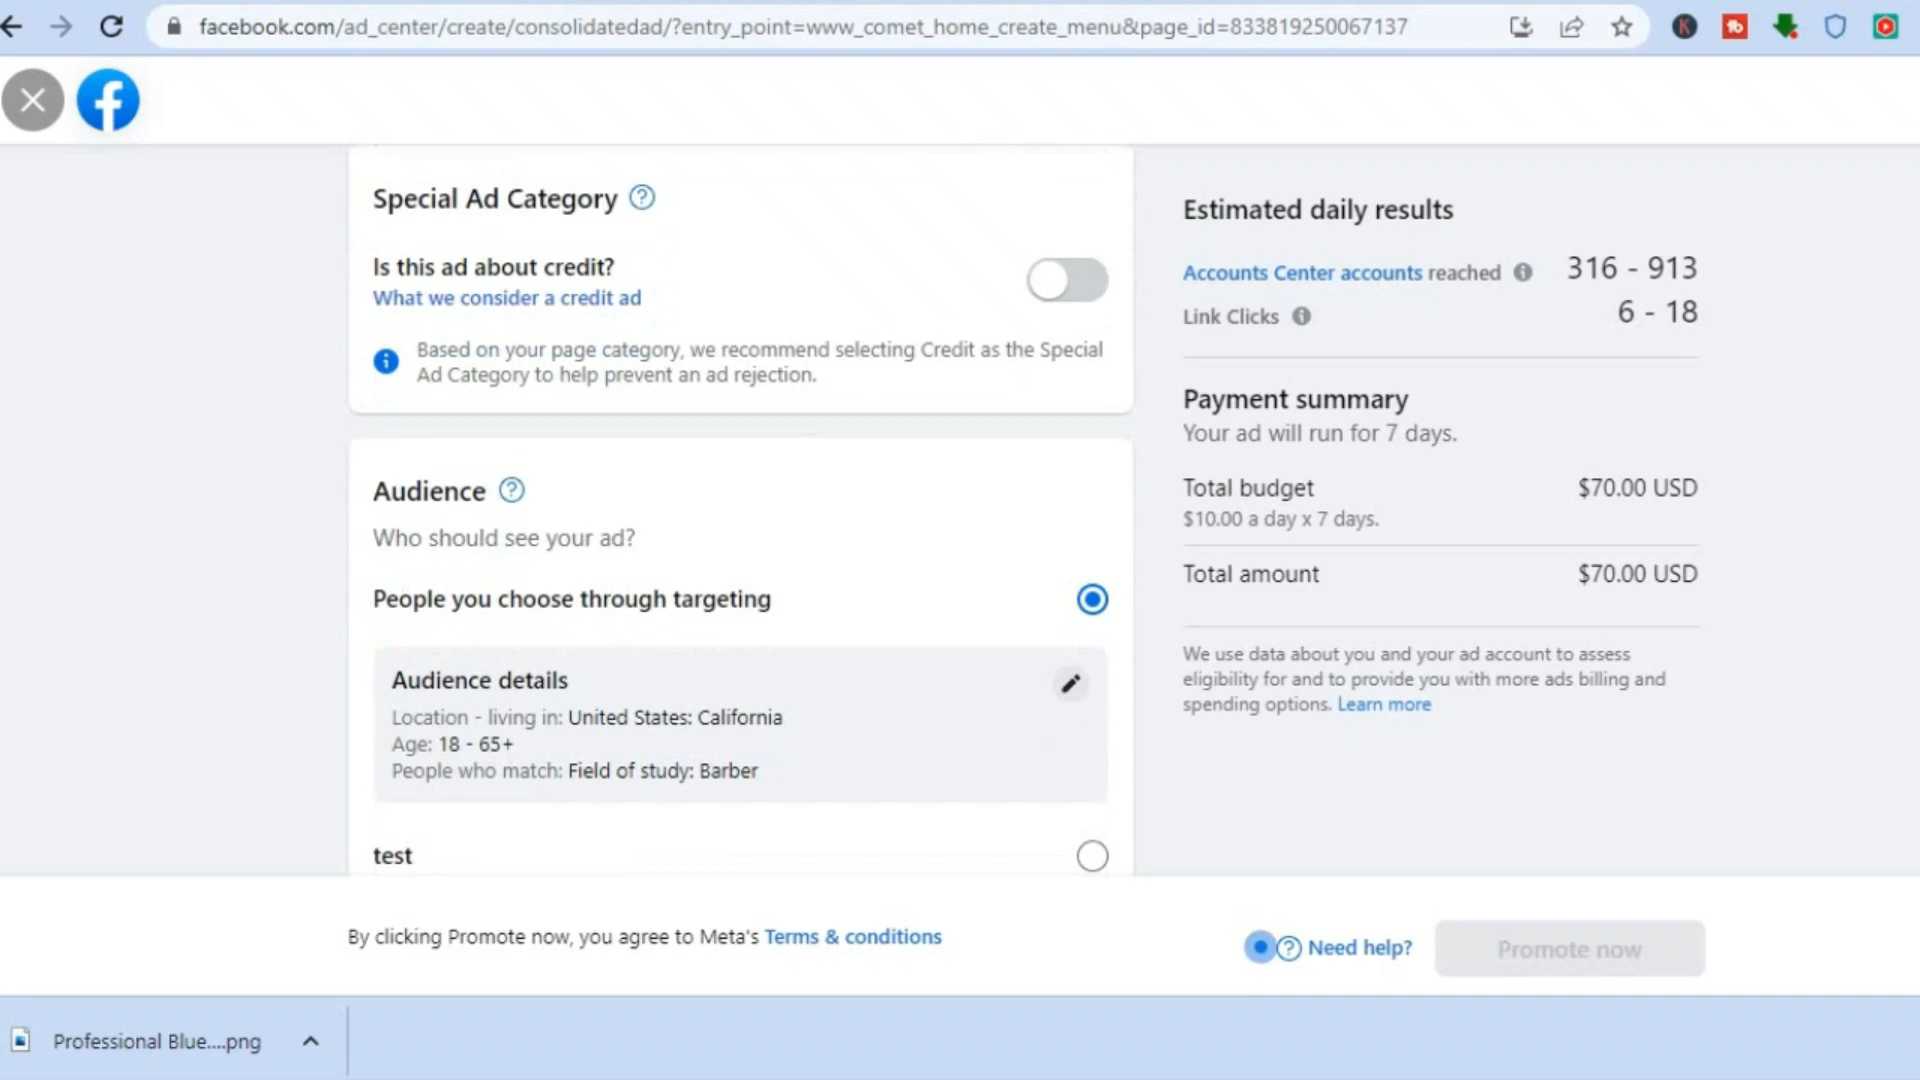 facebook.com/ad_center/create/consolidatedad/?entry_point=www_comet_home_create_menu&page_id=833819250067137
Special Ad Category
Is this ad about credit?
What we consider a credit ad
Based on your page category, we recommend selecting Credit as the Special
Ad Category to help prevent an ad rejection.
Audience
Who should see your ad?
People you choose through targeting
Audience details
Location - living in: United States: California
Age: 18 - 65+
People who match: Field of study: Barber
test
Estimated daily results
Accounts Center accounts reached 316 - 913
Link Clicks 6 - 18
Payment summary
Your ad will run for 7 days.
Total budget $70.00 USD
$10.00 a day x 7 days.
Total amount $70.00 USD
We use data about you and your ad account to assess
eligibility for and to provide you with more ads billing and
spending options. Learn more
By clicking Promote now, you agree to Meta's Terms & conditions
Need help?
Promote now
Professional Blue....png